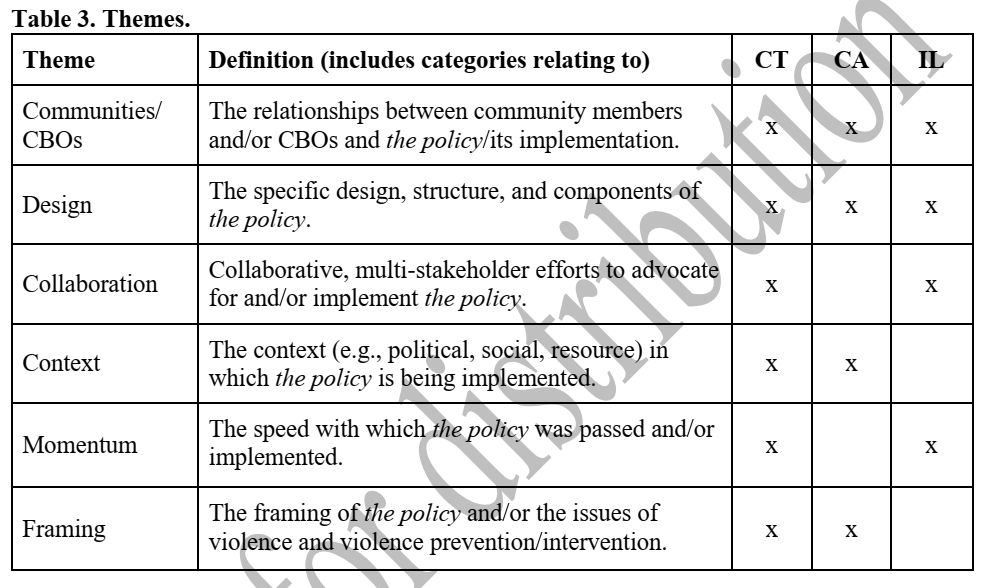 Table 3. Themes.
Theme Definition (includes categories relating to) CT CA IL
Communities/
CBOs
The relationships between community members
and/or CBOs and the policy/its implementation.
x x x
Design
The specific design, structure, and components of
the policy.
x x x
Collaboration
Collaborative, multi-stakeholder efforts to advocate
for and/or implement the policy.
x x
Context
The context (e.g., political, social, resource) in
which the policy is being implemented.
x x
Momentum
The speed with which the policy was passed and/or
implemented.
x x
Framing
The framing of the policy and/or the issues of
violence and violence prevention/intervention.
x x
for distribution